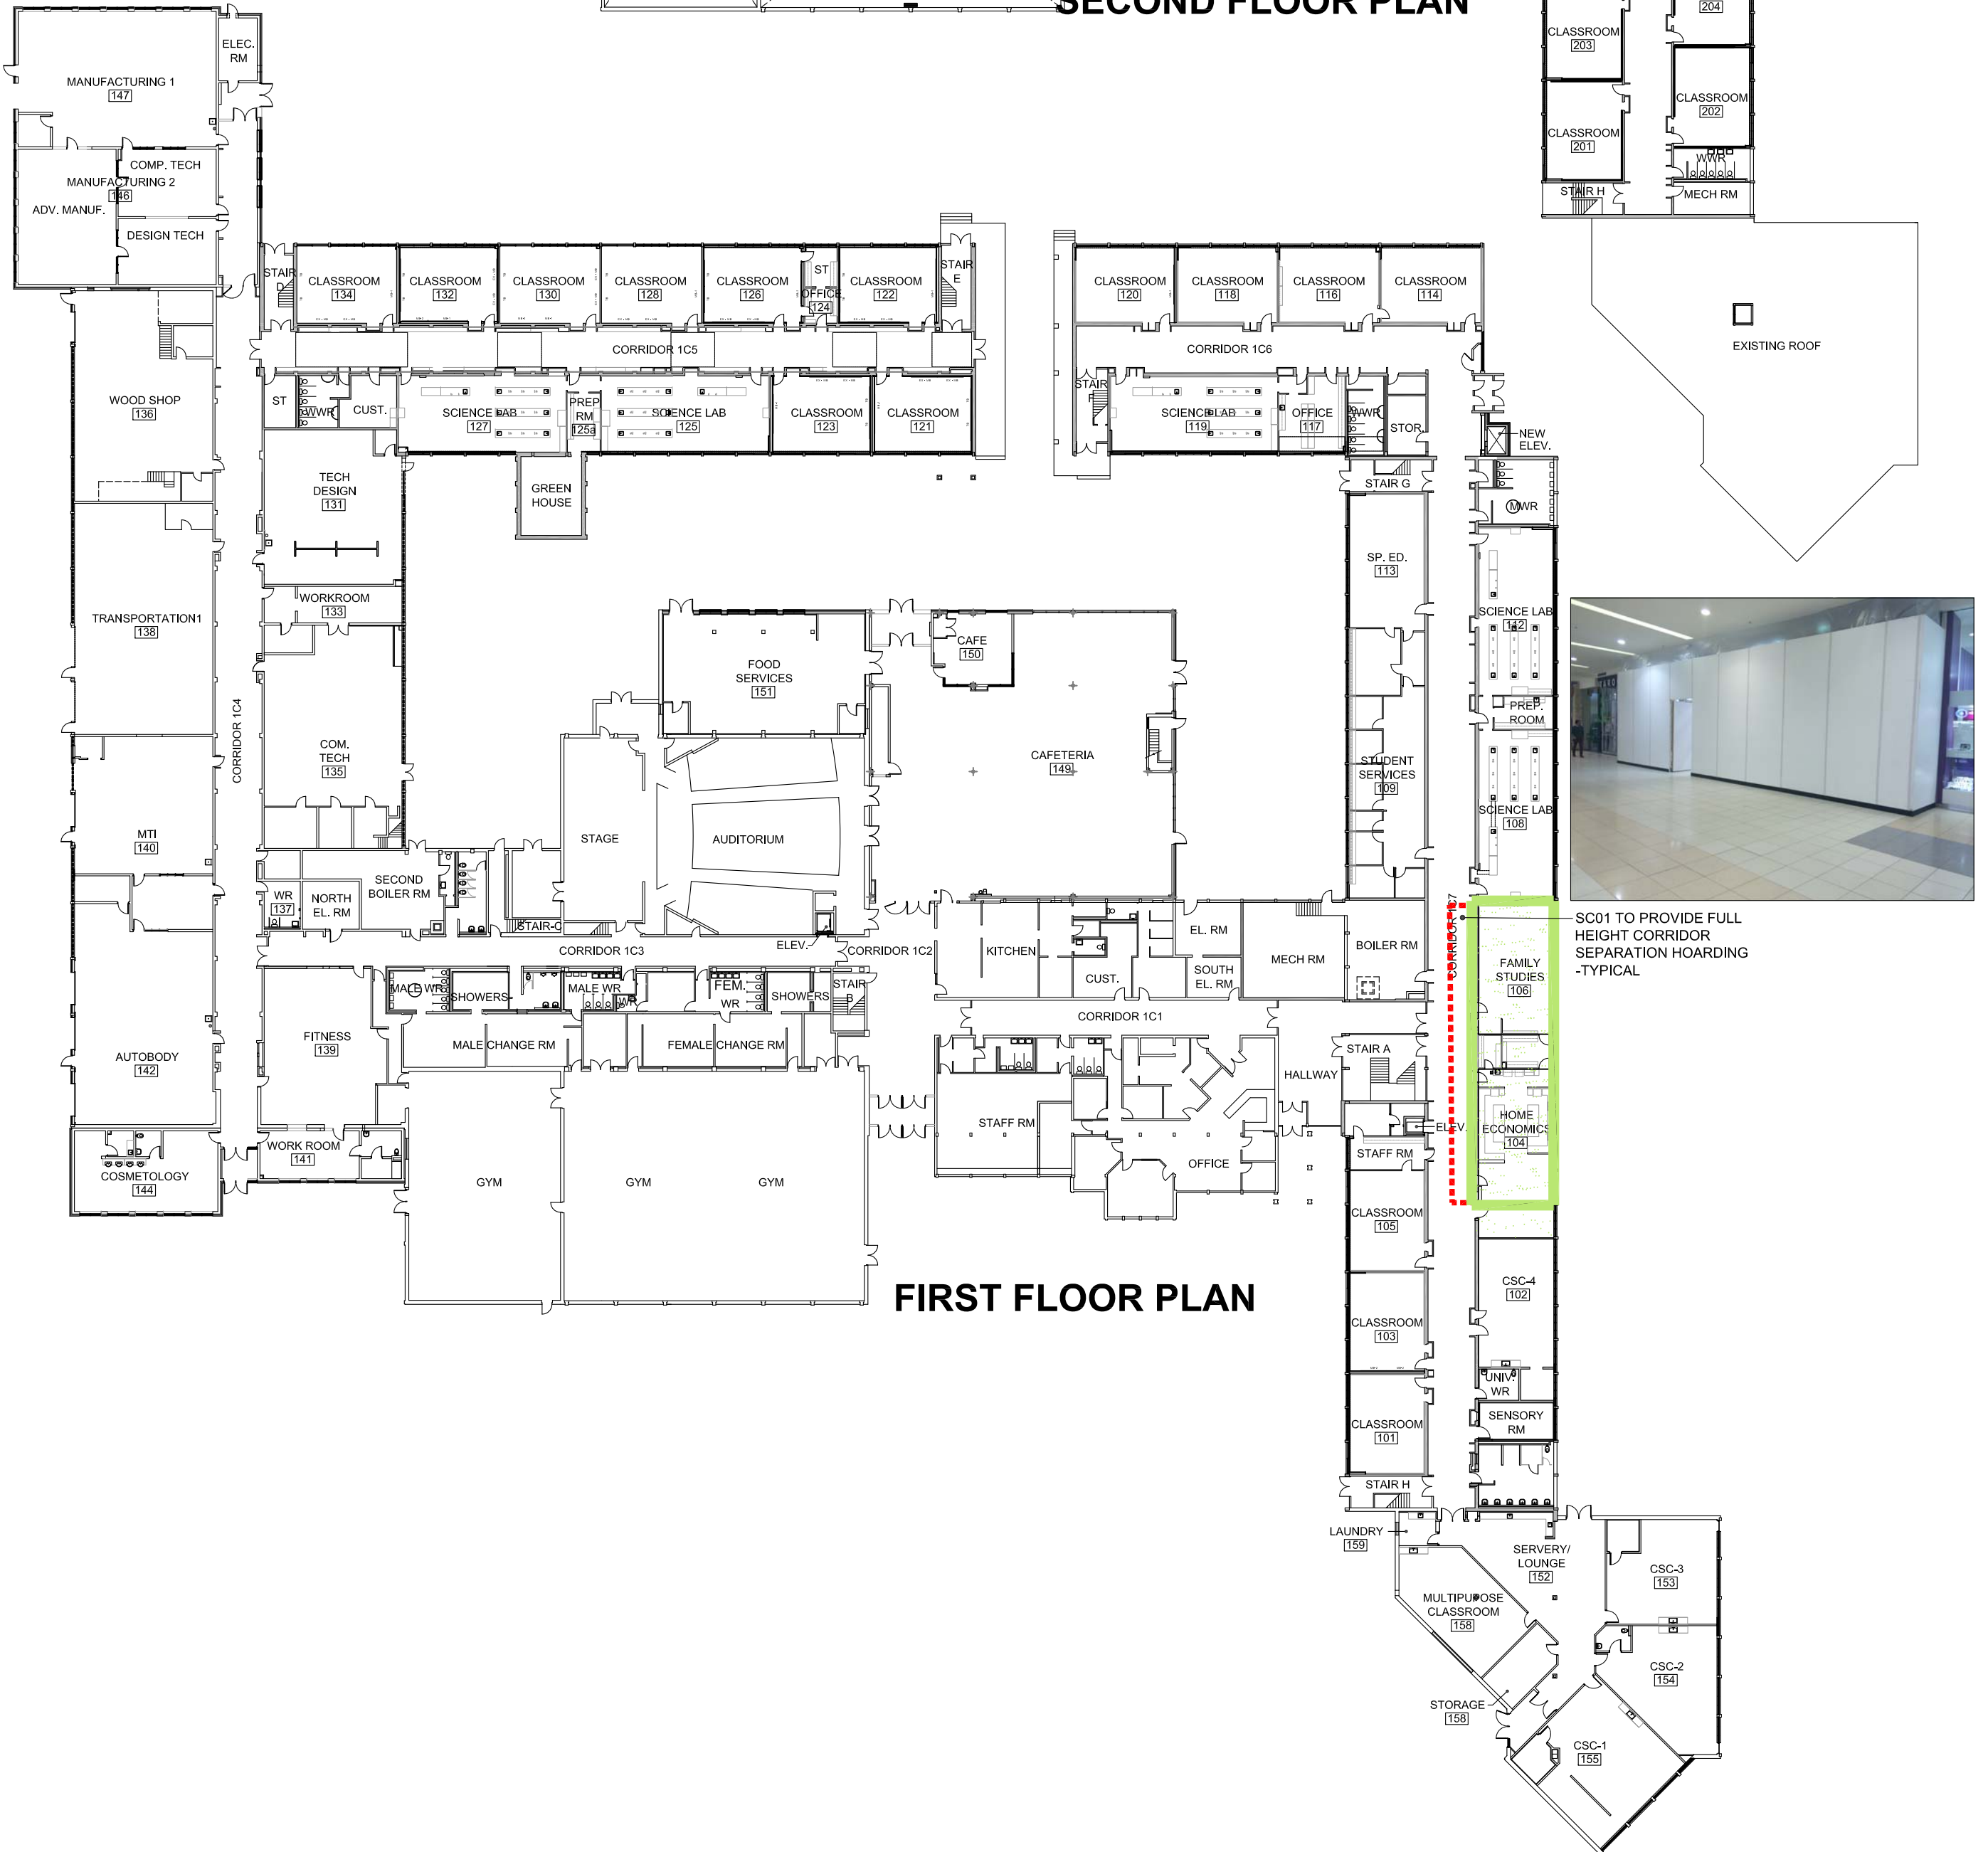 SECOND FLOOR PLAN
204
CLASSROOM
203
CLASSROOM
202
CLASSROOM
201
WWR
STAIR H
MECH RM
EXISTING ROOF
ELEC.
RM
MANUFACTURING 1
147
COMP. TECH
MANUFACTURING 2
146
ADV. MANUF.
DESIGN TECH
STAIR
D
CLASSROOM
134
CLASSROOM
132
CLASSROOM
130
CLASSROOM
128
CLASSROOM
126
ST
OFFICE
124
CLASSROOM
122
STAIR
E
CLASSROOM
120
CLASSROOM
118
CLASSROOM
116
CLASSROOM
114
CORRIDOR 1C5
CORRIDOR 1C6
WOOD SHOP
136
ST
WWR
CUST.
SCIENCE LAB
127
PREP
RM
125a
SCIENCE LAB
125
CLASSROOM
123
CLASSROOM
121
STAIR
F
SCIENCE LAB
119
OFFICE
117
WWR
STOR.
NEW
ELEV.
TECH
DESIGN
131
GREEN
HOUSE
STAIR G
MWR
SP. ED.
113
WORKROOM
133
TRANSPORTATION1
138
SCIENCE LAB
112
CAFE
150
FOOD
SERVICES
151
PREP.
ROOM
CORRIDOR 1C4
COM.
TECH
135
CAFETERIA
149
STUDENT
SERVICES
109
SCIENCE LAB
108
MTI
140
STAGE
AUDITORIUM
SECOND
BOILER RM
WR
137
NORTH
EL. RM
STAIR-C
ELEV.
CORRIDOR 1C3
CORRIDOR 1C2
KITCHEN
EL. RM
MECH RM
BOILER RM
CUST.
SOUTH
EL. RM
CORRIDOR 1C7
SC01 TO PROVIDE FULL
HEIGHT CORRIDOR
SEPARATION HOARDING
-TYPICAL
FAMILY
STUDIES
106
MALE WR
SHOWERS
MALE WR
WR
FEM.
WR
SHOWERS
STAIR
B
CORRIDOR 1C1
FITNESS
139
MALE CHANGE RM
FEMALE CHANGE RM
STAIR A
AUTOBODY
142
HALLWAY
STAFF RM
HOME
ECONOMICS
104
ELEV.
WORK ROOM
141
COSMETOLOGY
144
STAFF RM
OFFICE
GYM
GYM
GYM
CLASSROOM
105
FIRST FLOOR PLAN
CSC-4
102
CLASSROOM
103
UNIV.
WR
CLASSROOM
101
SENSORY
RM
STAIR H
LAUNDRY
159
SERVERY/
LOUNGE
152
CSC-3
153
MULTIPURPOSE
CLASSROOM
158
CSC-2
154
STORAGE
158
CSC-1
155